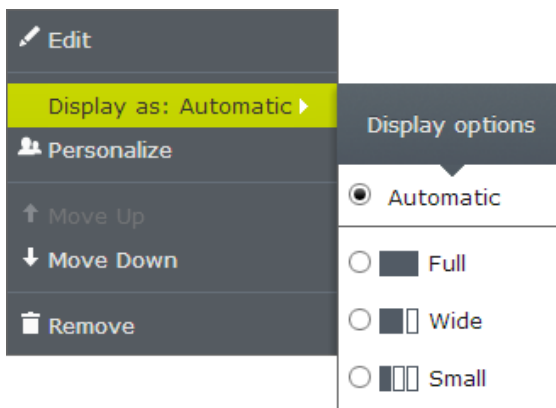 Edit
Display as: Automatic
Personalize
Move Up
Move Down
Remove
Display options
Automatic
Full
Wide
Small